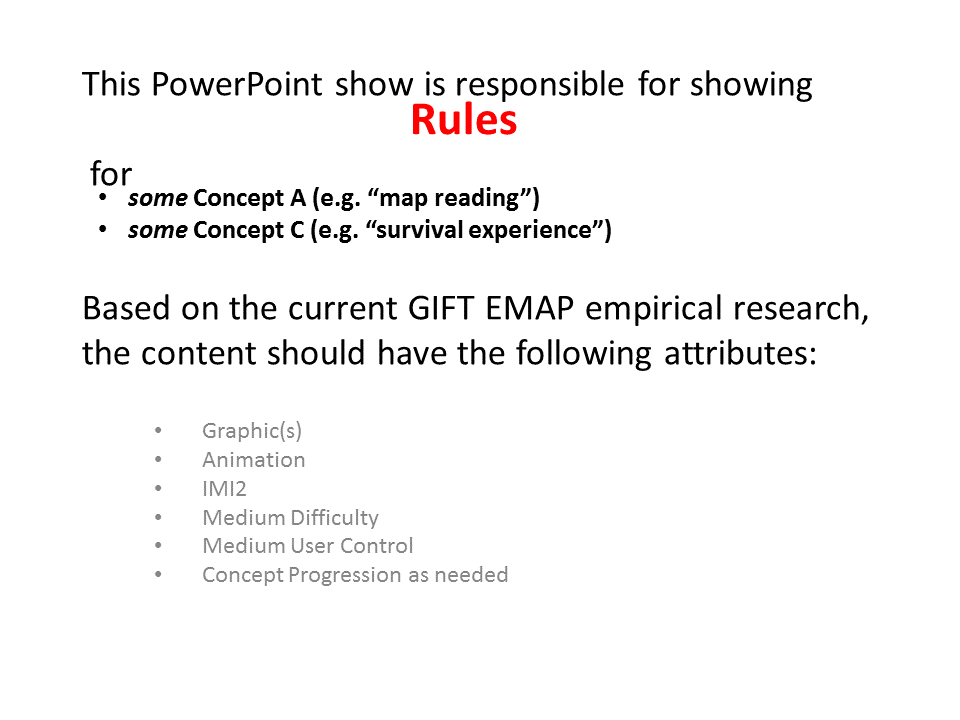 This PowerPoint show is responsible for showing
Rules
for
• some Concept A (e.g. “map reading”)
• some Concept C (e.g. “survival experience”)
Based on the current GIFT EMAP empirical research,
the content should have the following attributes:
• Graphic(s)
• Animation
• IMI2
• Medium Difficulty
• Medium User Control
• Concept Progression as needed